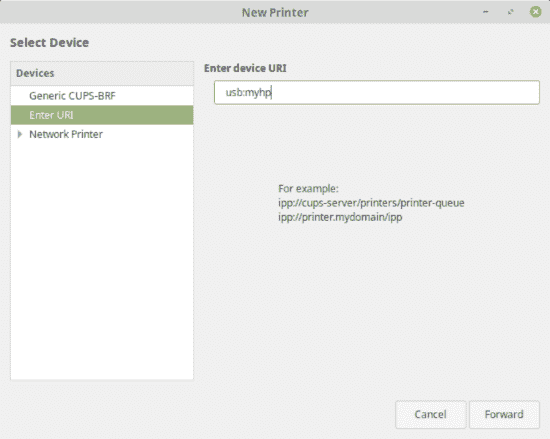 New Printer
Select Device
Devices
Generic CUPS-BRF
Enter URI
Network Printer
Enter device URI
usb:myhp
For example:
ipp://cups-server/printers/printer-queue
ipp://printer.mydomain/ipp
Cancel
Forward